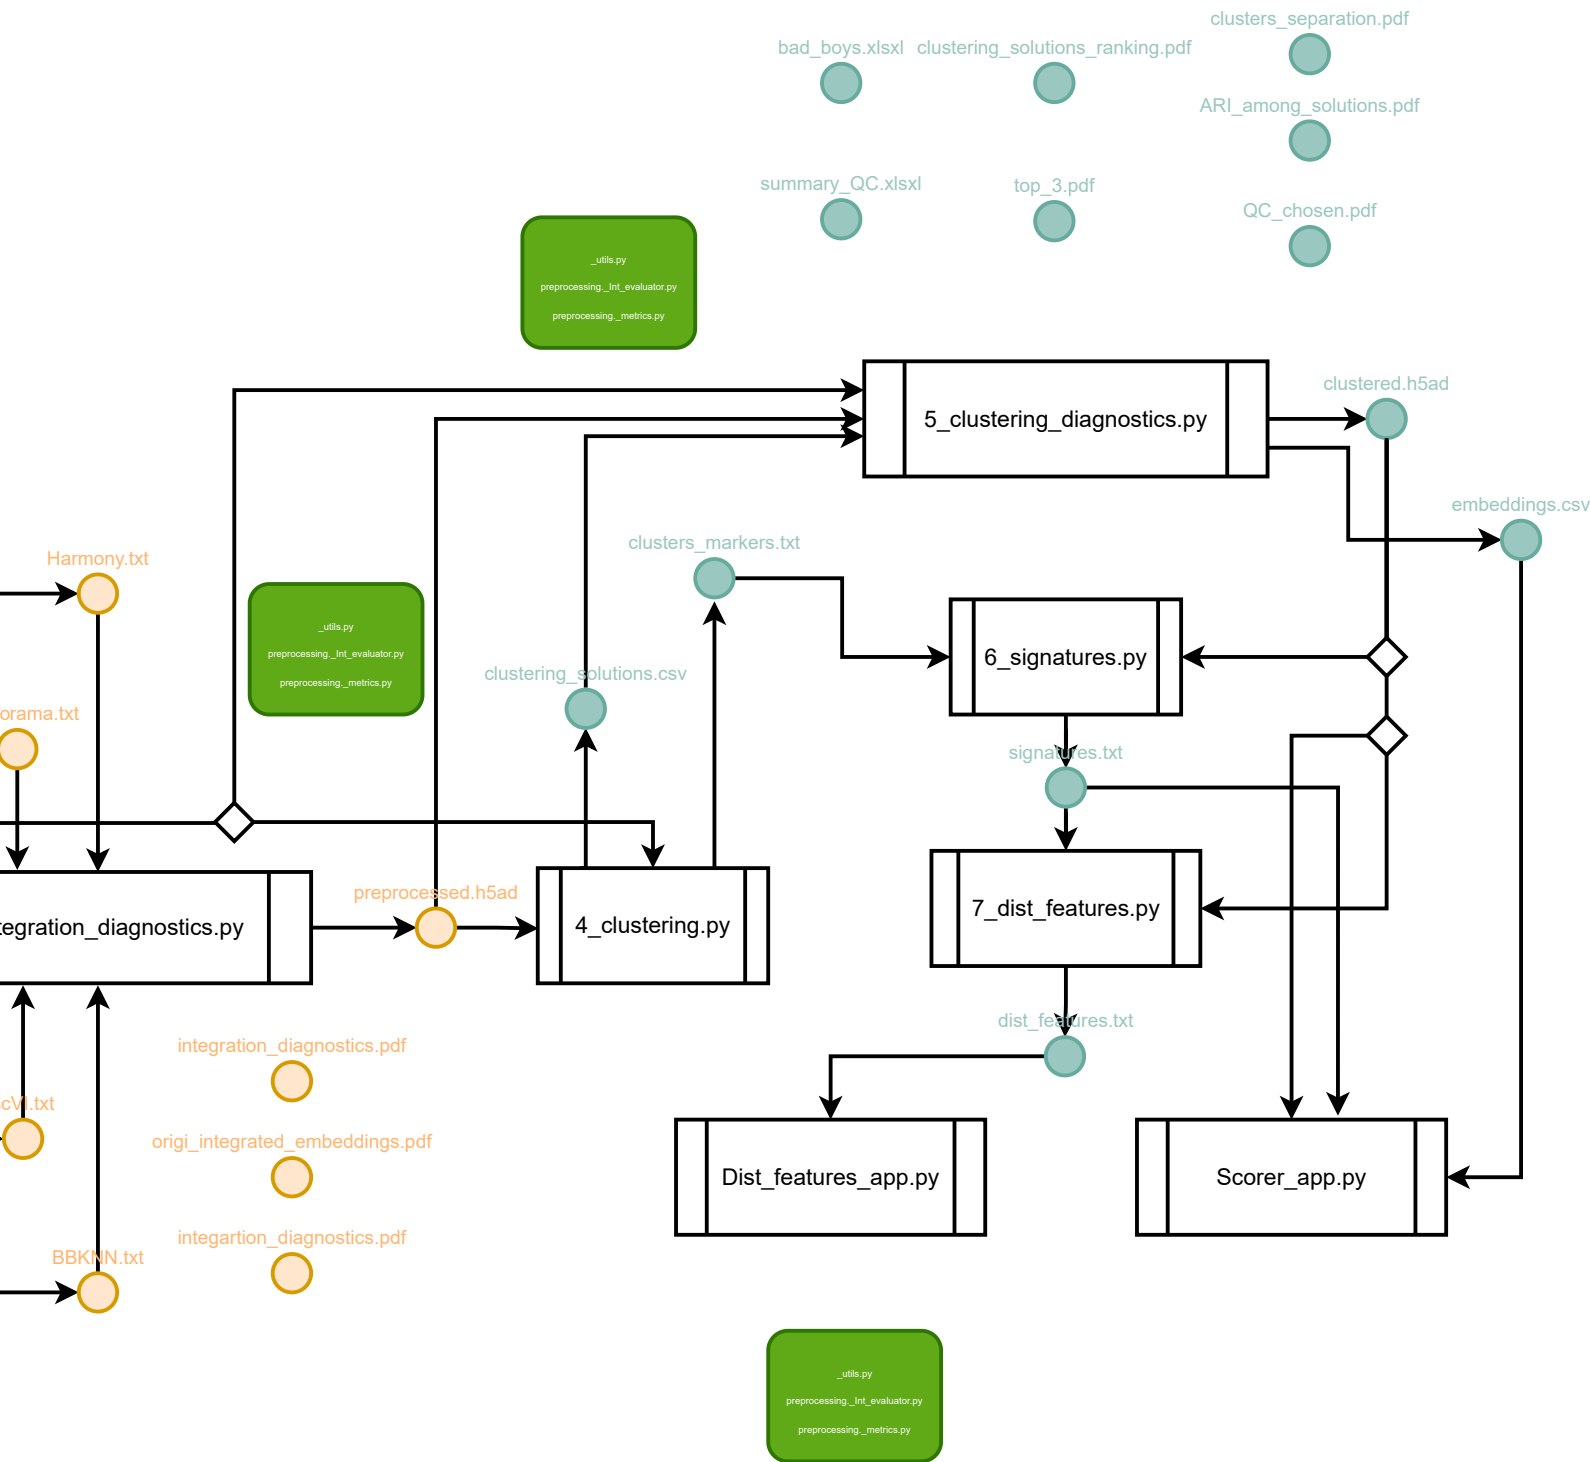 clusters_separation.pdf
bad_boys.xlsxl
clustering_solutions_ranking.pdf
ARI_among_solutions.pdf
summary_QC.xlsxl
top_3.pdf
QC_chosen.pdf
_utils.py
preprocessing._Int_evaluator.py
preprocessing._metrics.py
clustered.h5ad
5_clustering_diagnostics.py
embeddings.csv
clusters_markers.txt
Harmony.txt
_utils.py
preprocessing._Int_evaluator.py
preprocessing._metrics.py
6_signatures.py
clustering_solutions.csv
orama.txt
signatures.txt
preprocessed.h5ad
tegration_diagnostics.py
4_clustering.py
7_dist_features.py
dist_features.txt
integration_diagnostics.pdf
scVI.txt
origi_integrated_embeddings.pdf
Dist_features_app.py
Scorer_app.py
integartion_diagnostics.pdf
BBKNN.txt
_utils.py
preprocessing._Int_evaluator.py
preprocessing._metrics.py